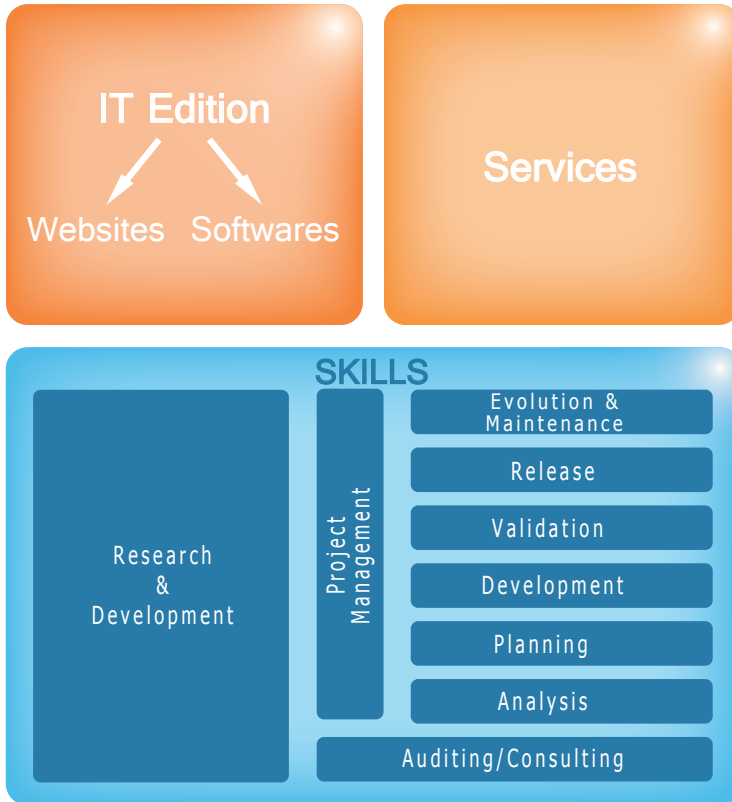 IT Edition
Websites
Softwares
Services
SKILLS
Research
&
Development
Project
Management
Evolution &
Maintenance
Release
Validation
Development
Planning
Analysis
Auditing/Consulting